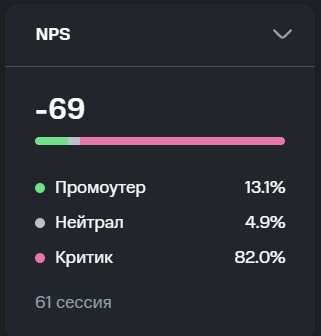 NPS
-69
Промоутер 13.1%
Нейтрал 4.9%
Критик 82.0%
61 сессия